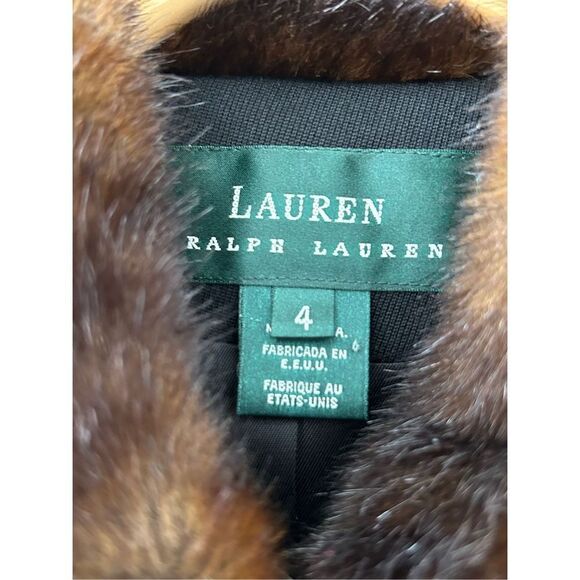 LAUREN
RALPH LAUREN
4
A.
FABRICADA EN
E.E.U.U.
FABRIQUE AU
ETATS-UNIS